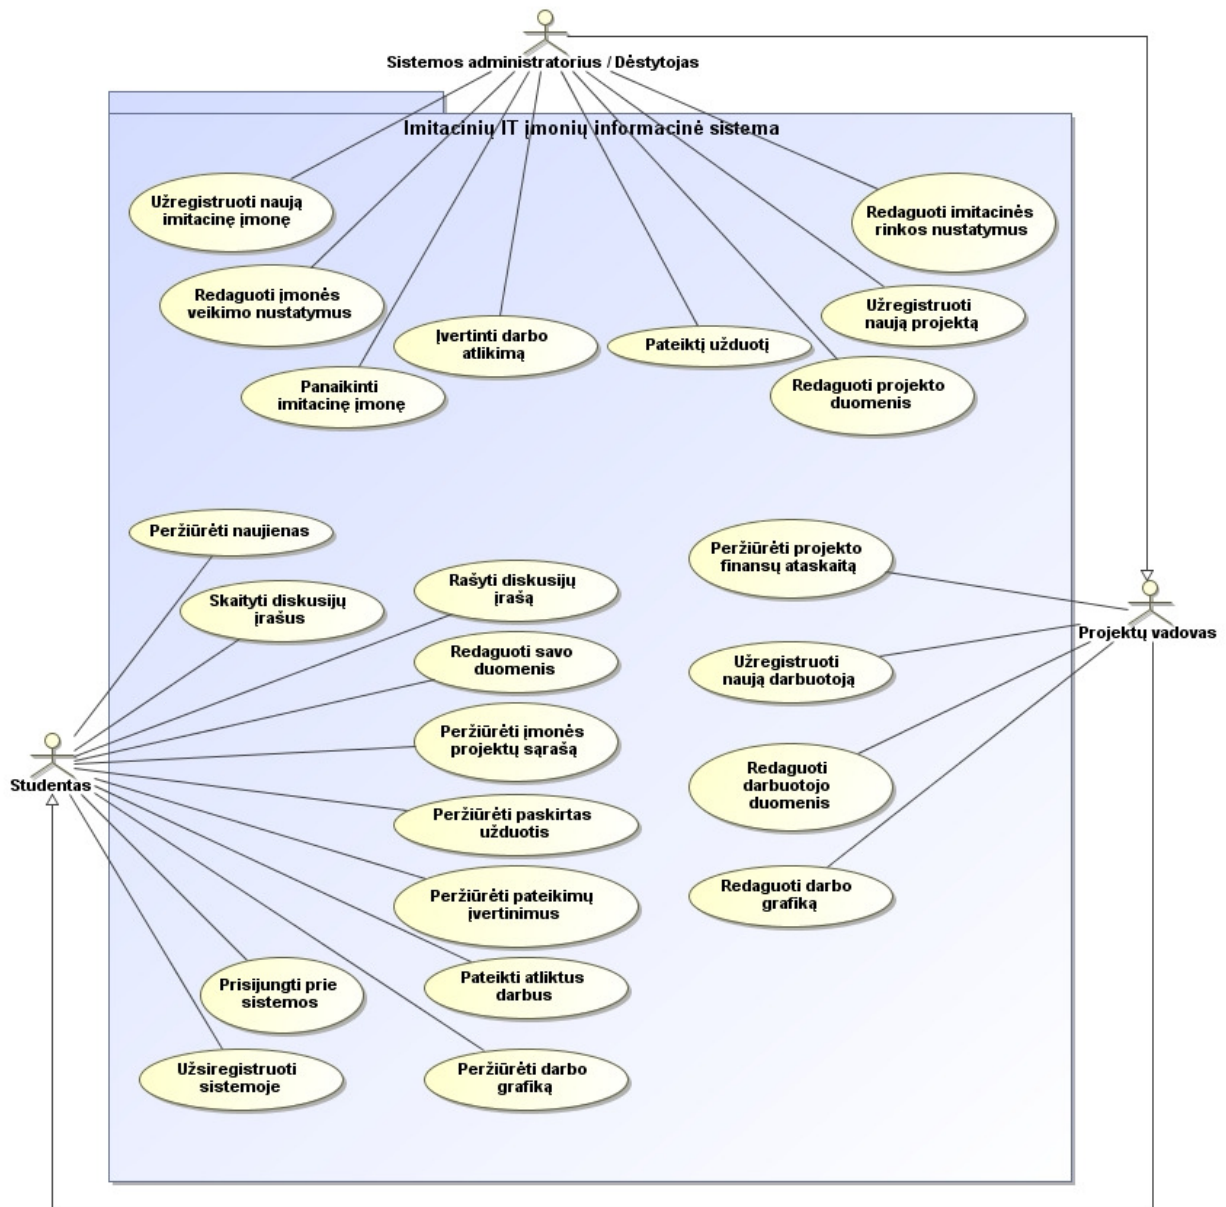 Sistemos administratorius / Dėstytojas
Imitacinių IT įmonių informacinė sistema
Užregistruoti naują
imitacinę įmonę
Redaguoti imitacinės
rinkos nustatymus
Redaguoti įmonės
veikimo nustatymus
Užregistruoti
naują projektą
Įvertinti darbo
atlikimą
Pateiktį užduotį
Panaikinti
imitacinę įmonę
Redaguoti projekto
duomenis
Peržiūrėti naujienas
Peržiūrėti projekto
finansų ataskaitą
Skaityti diskusijų
įrašus
Rašyti diskusijų
įrašą
Projektų vadovas
Redaguoti savo
duomenis
Užregistruoti
naują darbuotoją
Peržiūrėti įmonės
projektų sąrašą
Studentas
Redaguoti
darbuotojo
duomenis
Peržiūrėti paskirtas
užduotis
Peržiūrėti pateikimų
įvertinimus
Redaguoti darbo
grafiką
Prisijungti prie
sistemos
Pateikti atliktus
darbus
Užsiregistruoti
sistemoje
Peržiūrėti darbo
grafiką